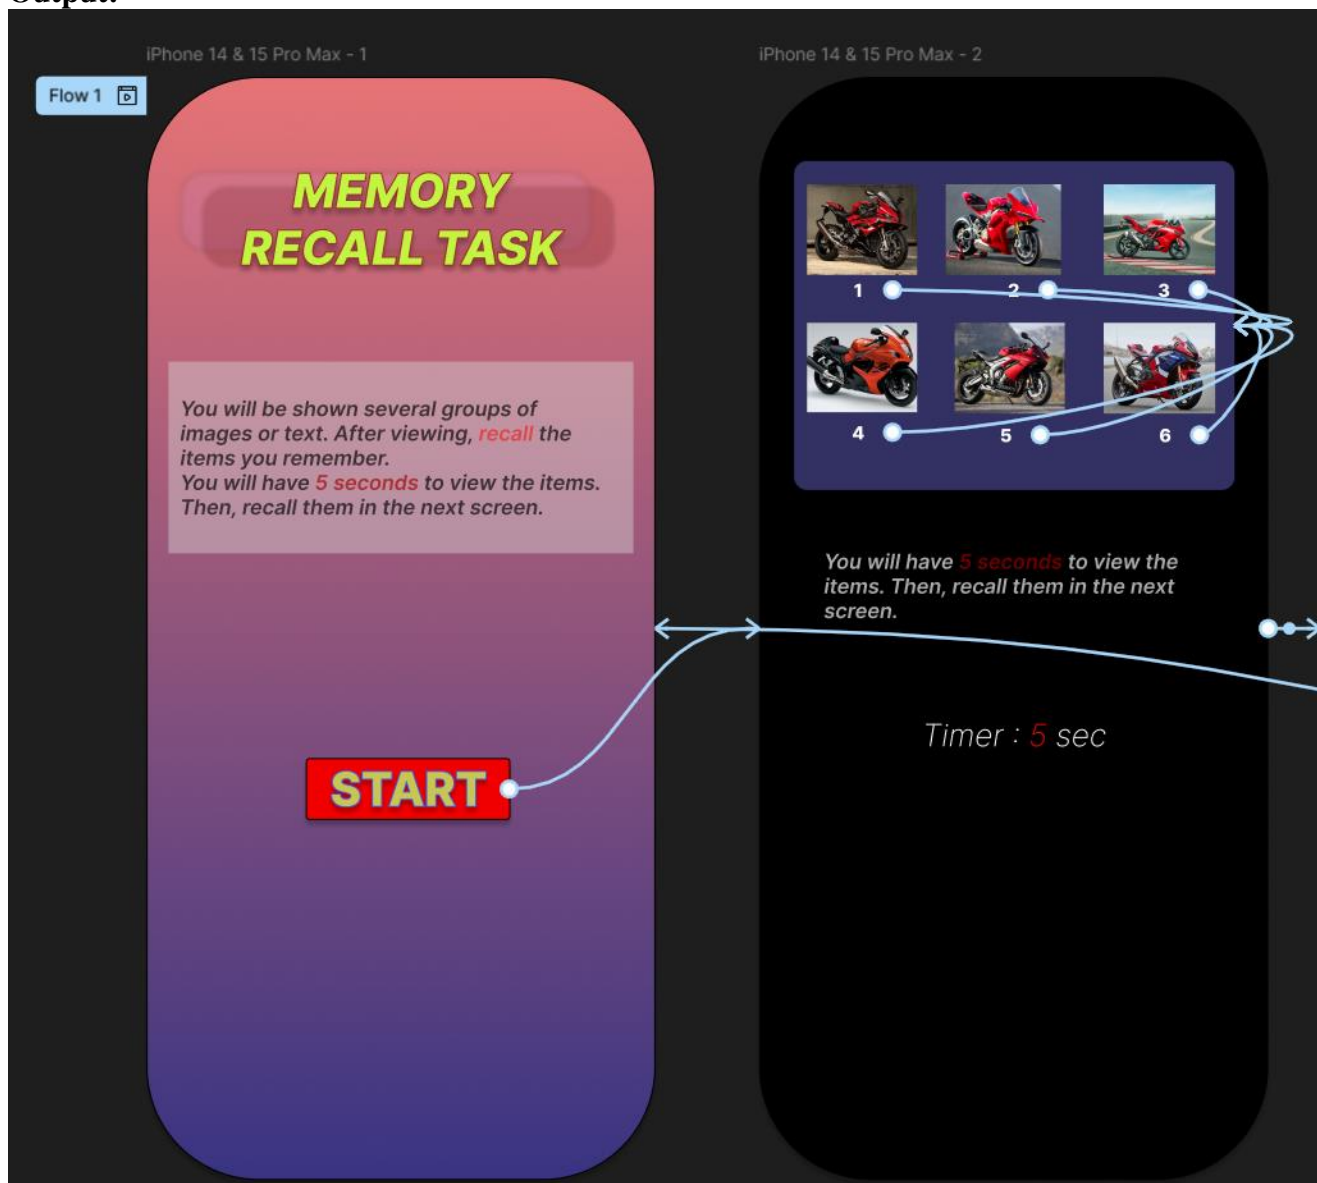 Output:
iPhone 14 & 15 Pro Max - 1
iPhone 14 & 15 Pro Max - 2
Flow 1
MEMORY
RECALL TASK
You will be shown several groups of
images or text. After viewing, recall the
items you remember.
You will have 5 seconds to view the items.
Then, recall them in the next screen.
START
1 2 3
4 5 6
You will have 5 seconds to view the
items. Then, recall them in the next
screen.
Timer : 5 sec